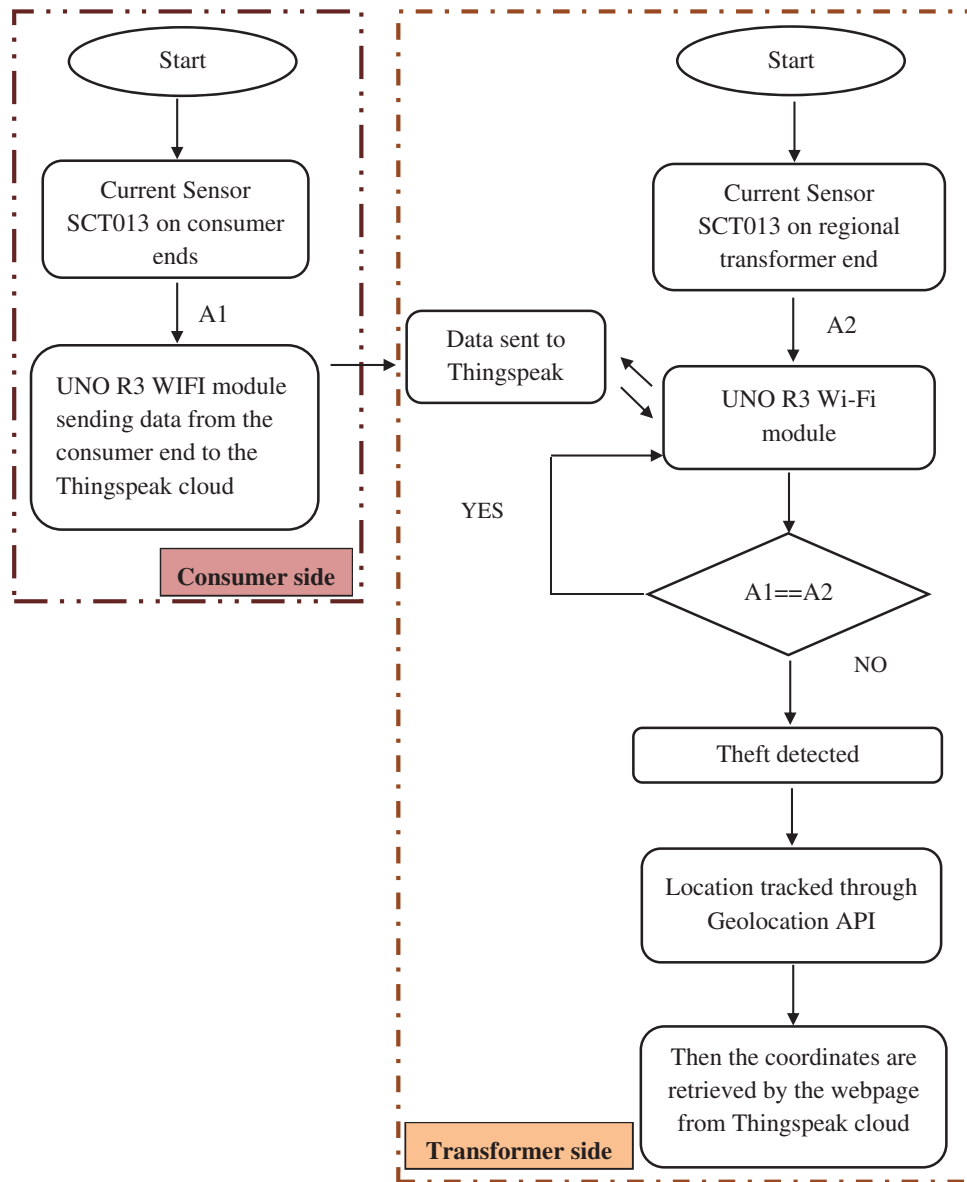 Start
Current Sensor
SCT013 on consumer
ends
A1
UNO R3 WIFI module
sending data from the
consumer end to the
Thingspeak cloud
Consumer side
Start
Current Sensor
SCT013 on regional
transformer end
A2
Data sent to
Thingspeak
UNO R3 Wi-Fi
module
YES
A1==A2
NO
Theft detected
Location tracked through
Geolocation API
Then the coordinates are
retrieved by the webpage
from Thingspeak cloud
Transformer side